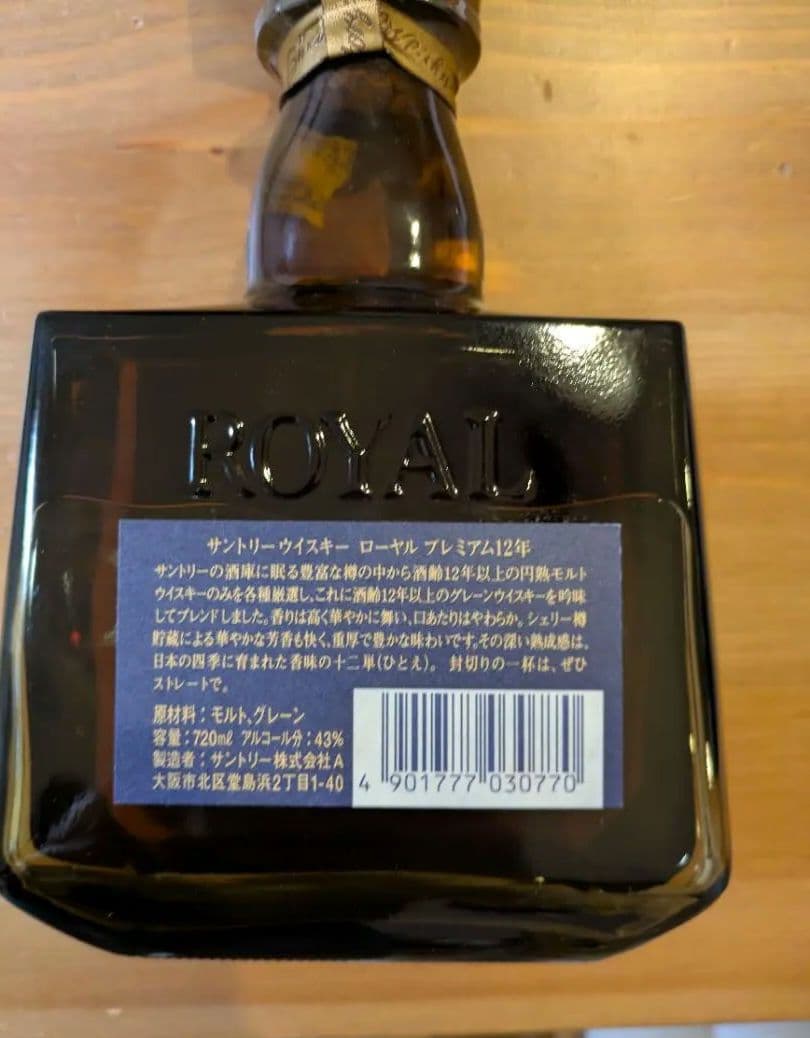 ROYAL
サントリーウイスキー ローヤル プレミアム12年
サントリーの酒庫に眠る豊富な樽の中から酒齢12年以上の円熟モルト
ウイスキーのみを各種厳選し、これに酒齢12年以上のグレーンウイスキーを吟味
してブレンドしました。香りは高く華やかに舞い、口あたりはやわらか。シェリー樽
貯蔵による華やかな芳香も快く、重厚で豊かな味わいです。その深い熟成感は、
日本の四季に育まれた香味の十二単(ひとえ)。 封切りの一杯は、ぜひ
ストレートで。
原材料：モルト、グレーン
容量：720㎖ アルコール分：43%
製造者：サントリー株式会社A
大阪市北区堂島浜2丁目1-40
4 901777 030770